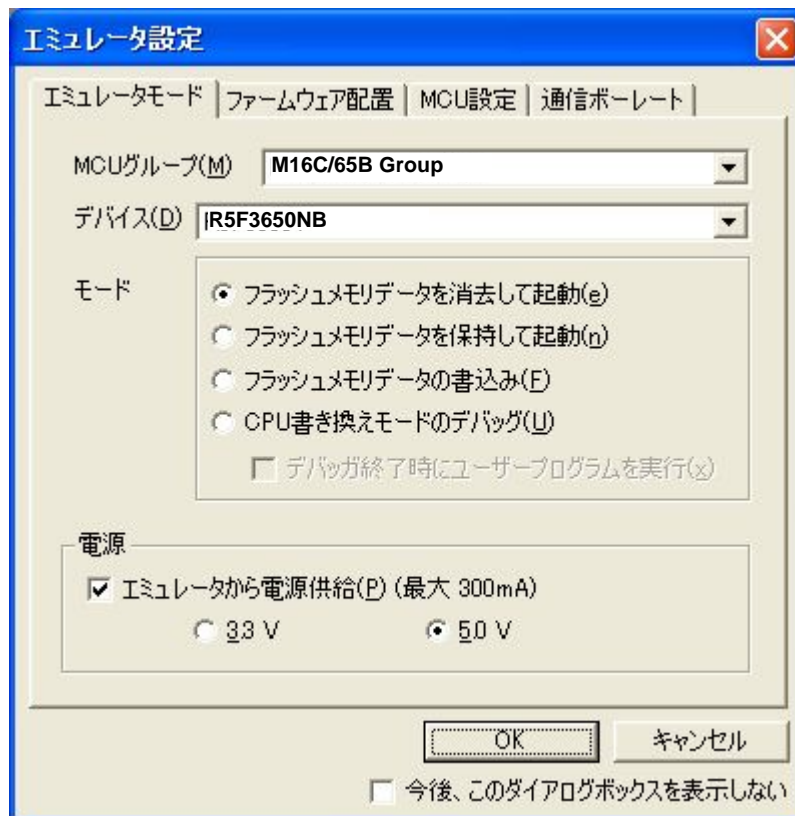 エミュレータ設定
エミュレータモード ファームウェア配置 MCU設定 通信ボーレート
MCUグループ(M) M16C/65B Group
デバイス(D) R5F3650NB
モード
フラッシュメモリデータを消去して起動(e)
フラッシュメモリデータを保持して起動(n)
フラッシュメモリデータの書込み(F)
CPU書き換えモードのデバッグ(U)
デバッガ終了時にユーザープログラムを実行(x)
電源
エミュレータから電源供給(P) (最大 300mA)
3.3 V 5.0 V
OK キャンセル
今後、このダイアログボックスを表示しない